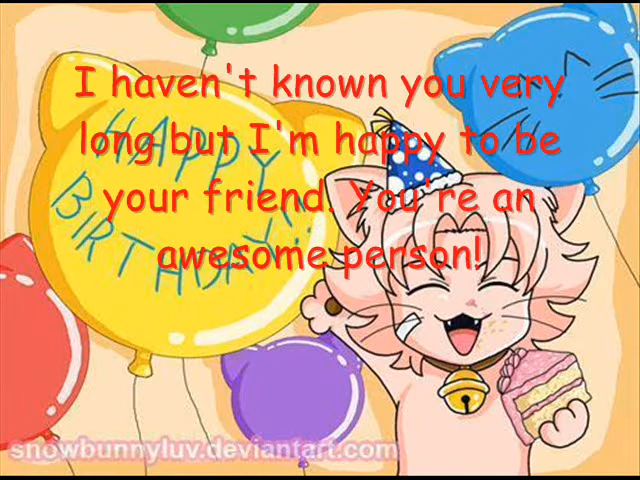 I haven't known you very
long but I'm happy to be
your friend. You're an
awesome person!
HAPPY
BIRTHDAY!
snowbunnyluv.deviantart.com